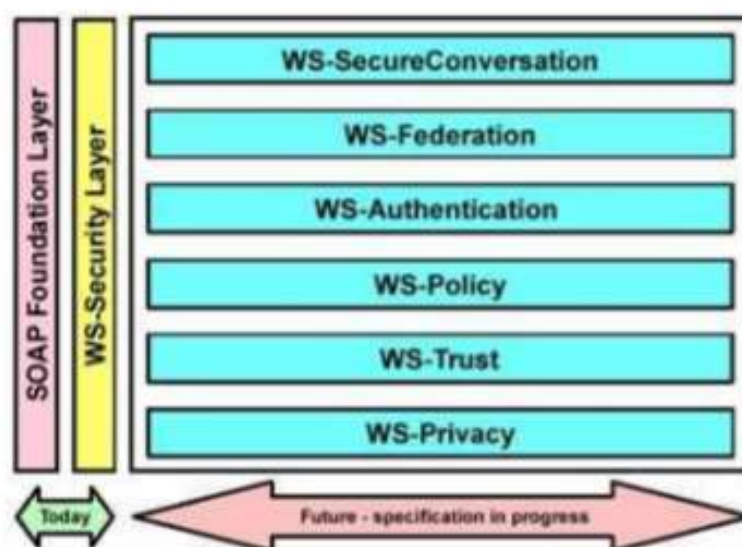 SOAP Foundation Layer
WS-Security Layer
WS-SecureConversation
WS-Federation
WS-Authentication
WS-Policy
WS-Trust
WS-Privacy
Today
Future - specification in progress